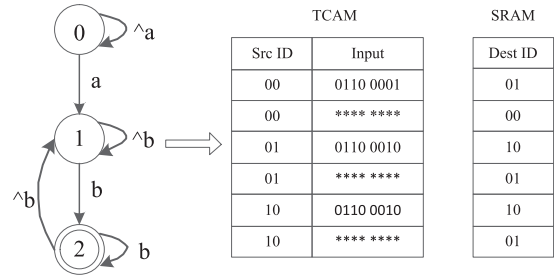 0
^a
a
1
^b
b
^b
2
b
TCAM
Src ID Input
00 0110 0001
00 **** ****
01 0110 0010
01 **** ****
10 0110 0010
10 **** ****
SRAM
Dest ID
01
00
10
01
10
01